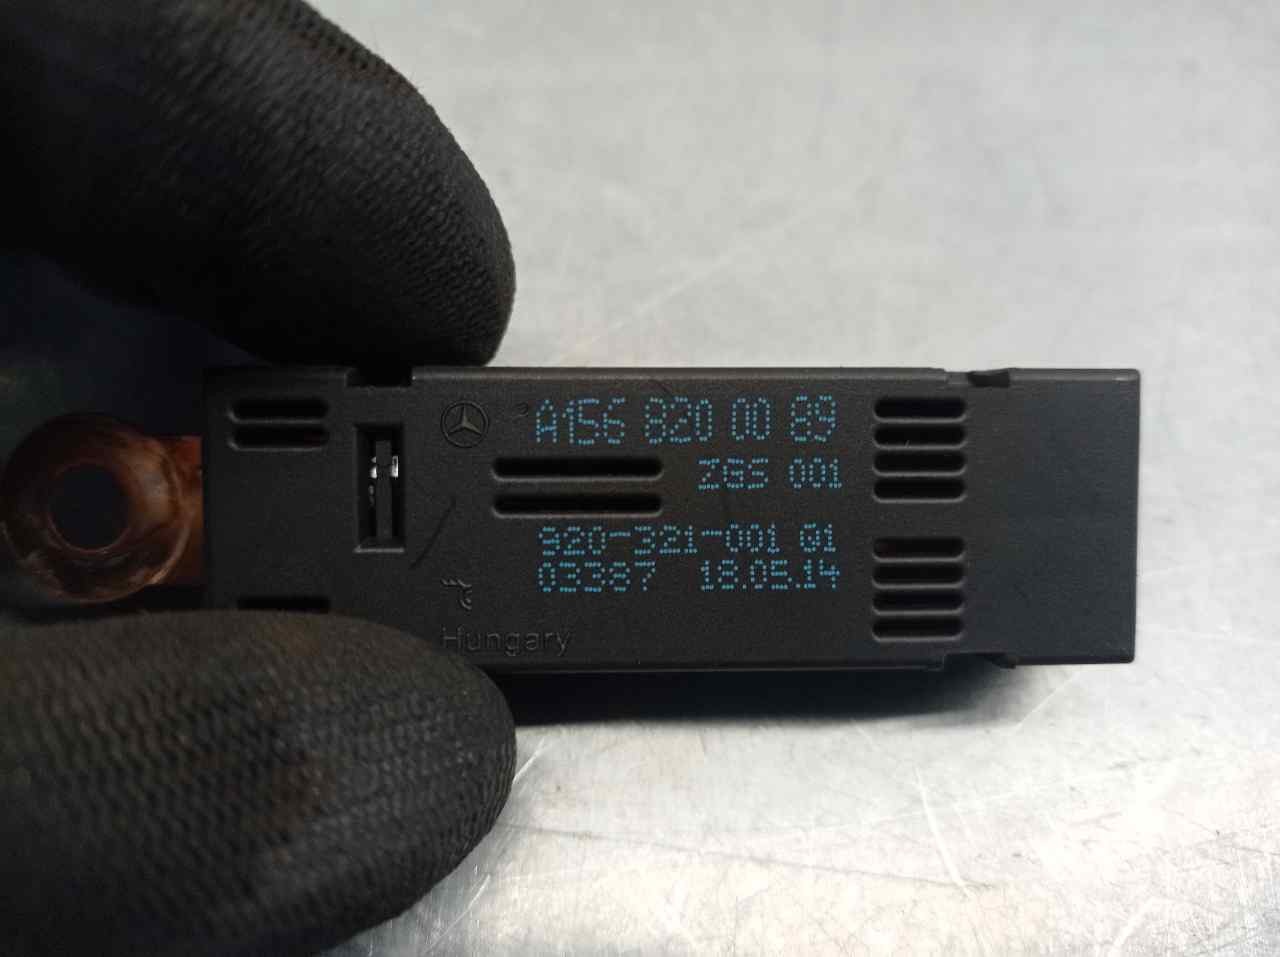 A156 820 00 89
ZGS 001
920-321-001 01
03387 18.05.14
Hungary